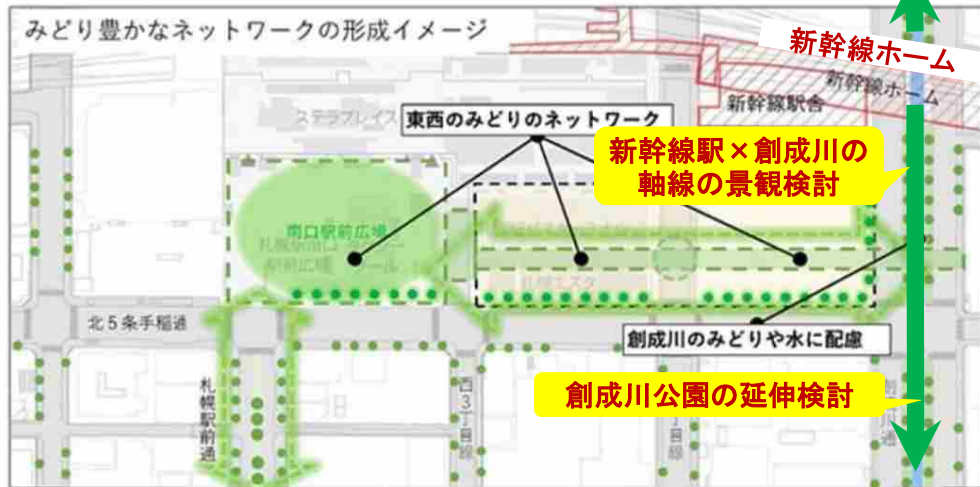 みどり豊かなネットワークの形成イメージ
新幹線ホーム
新幹線ホーム
新幹線駅舎
ステラプレイス
東西のみどりのネットワーク
新幹線駅×創成川の
軸線の景観検討
南口駅前広場
創成川のみどりや水に配慮
北5条手稲通
札幌駅前通
西3丁目線
丁目線
創成川公園の延伸検討